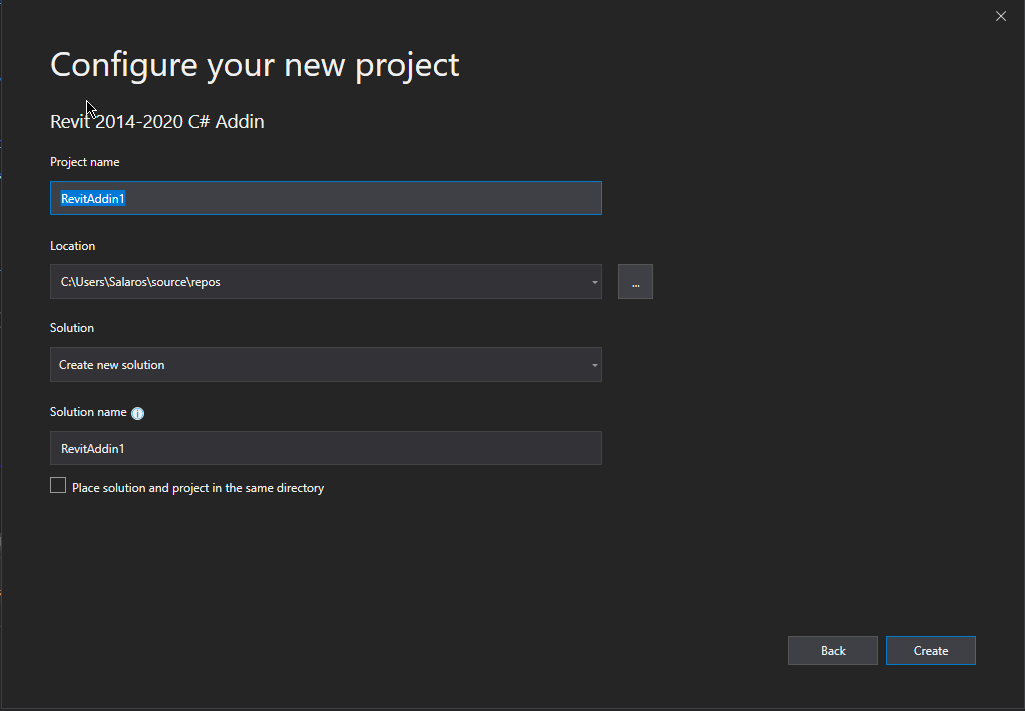 Configure your new project
Revit 2014-2020 C# Addin
Project name
RevitAddin1
Location
C:\Users\Salaros\source\repos
...
Solution
Create new solution
Solution name
RevitAddin1
Place solution and project in the same directory
Back
Create